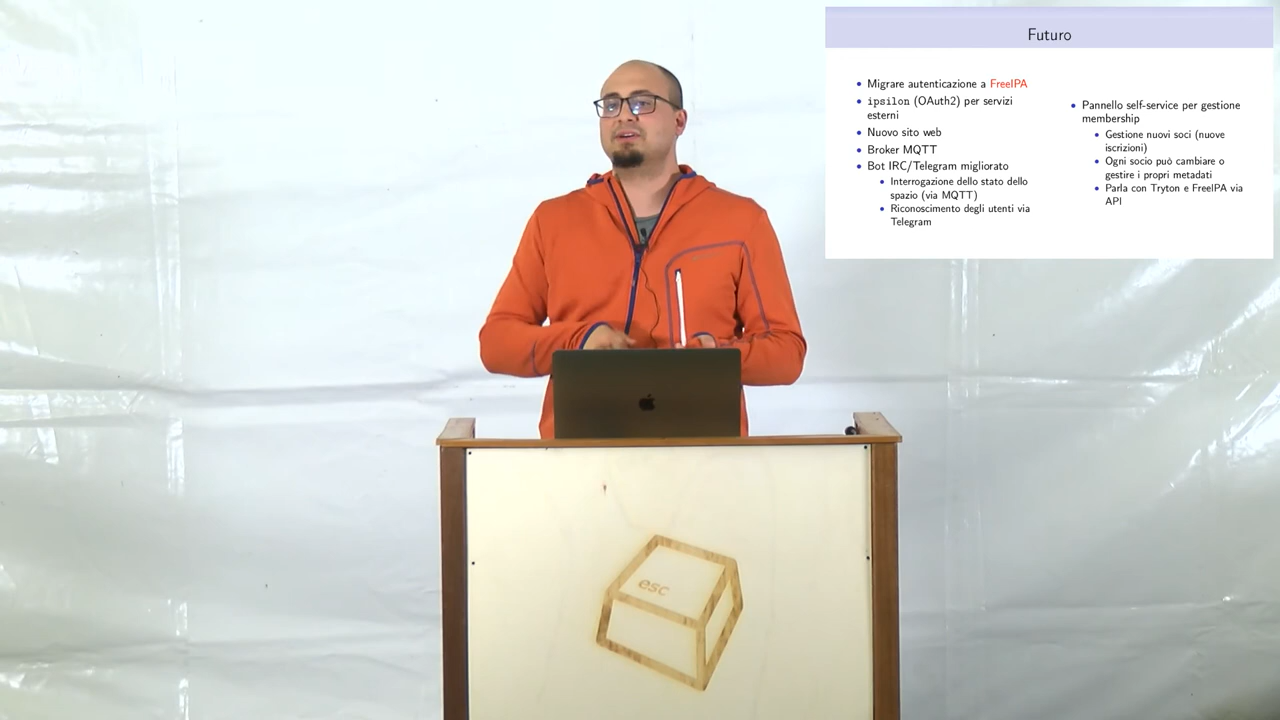 Futuro
Migrare autenticazione a FreeIPA
ipsilon (OAuth2) per servizi
esterni
Nuovo sito web
Broker MQTT
Bot IRC/Telegram migliorato
Interrogazione dello stato dello
spazio (via MQTT)
Riconoscimento degli utenti via
Telegram
Pannello self-service per gestione
membership
Gestione nuovi soci (nuove
iscrizioni)
Ogni socio può cambiare o
gestire i propri metadati
Parla con Tryton e FreeIPA via
API
esc